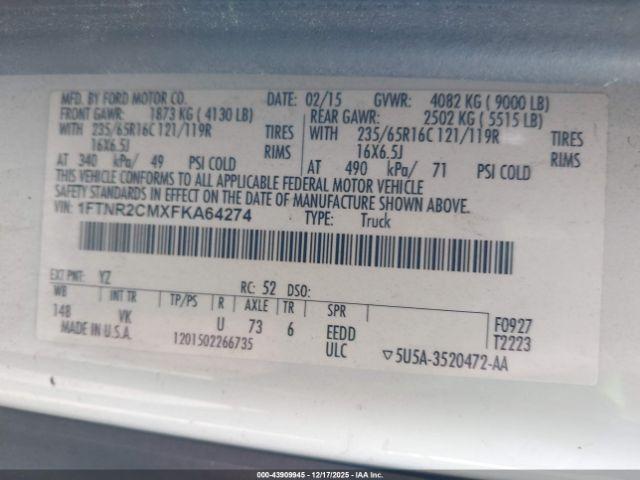 MFD. BY FORD MOTOR CO. DATE: 02/15 GVWR: 4082 KG ( 9000 LB)
FRONT GAWR: 1873 KG ( 4130 LB) REAR GAWR: 2502 KG ( 5515 LB)
WITH 235/65R16C 121/119R TIRES WITH 235/65R16C 121/119R TIRES
16X6.5J RIMS 16X6.5J RIMS
AT 340 kPa/ 49 PSI COLD AT 490 kPa/ 71 PSI COLD
THIS VEHICLE CONFORMS TO ALL APPLICABLE FEDERAL MOTOR VEHICLE
SAFETY STANDARDS IN EFFECT ON THE DATE OF MANUFACTURE SHOWN ABOVE.
VIN: 1FTNR2CMXFKA64274 TYPE: Truck
EXT PNT: YZ RC: 52 DSO:
WB INT TR TP/PS R AXLE TR SPR
148 VK U 73 6 EEDD
F0927
T2223
MADE IN U.S.A. 1201502266735 ULC ▽5U5A-3520472-AA
000-43909945 - 12/17/2025 - IAAI.com